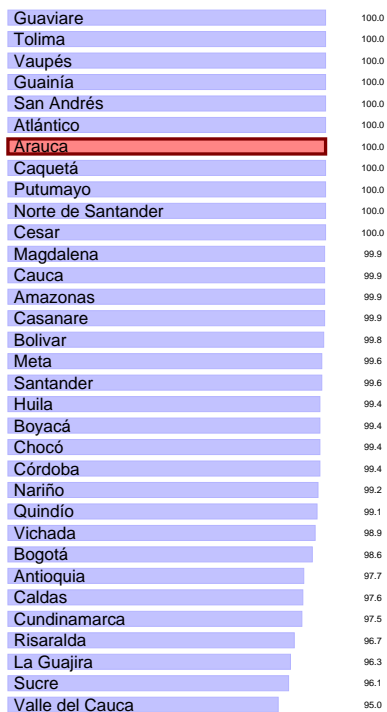 Guaviare 100.0
Tolima 100.0
Vaupés 100.0
Guainía 100.0
San Andrés 100.0
Atlántico 100.0
Arauca 100.0
Caquetá 100.0
Putumayo 100.0
Norte de Santander 100.0
Cesar 100.0
Magdalena 99.9
Cauca 99.9
Amazonas 99.9
Casanare 99.9
Bolivar 99.8
Meta 99.6
Santander 99.6
Huila 99.4
Boyacá 99.4
Chocó 99.4
Córdoba 99.4
Nariño 99.2
Quindío 99.1
Vichada 98.9
Bogotá 98.6
Antioquia 97.7
Caldas 97.6
Cundinamarca 97.5
Risaralda 96.7
La Guajira 96.3
Sucre 96.1
Valle del Cauca 95.0